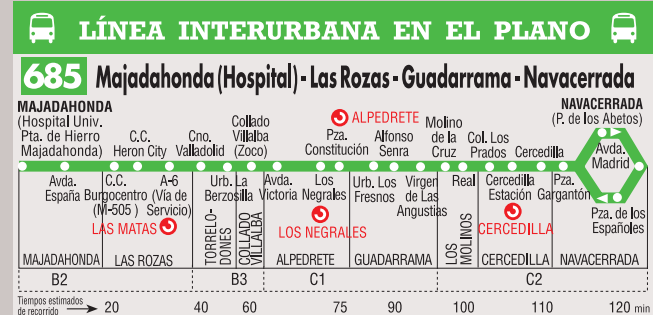 LÍNEA INTERURBANA EN EL PLANO
685 Majadahonda (Hospital) - Las Rozas - Guadarrama - Navacerrada
MAJADAHONDA
(Hospital Univ.
Pta. de Hierro
Majadahonda)
C.C.
Heron City
Cno.
Valladolid
Collado
Villalba
(Zoco)
ALPEDRETE
Pza.
Constitución
Alfonso
Senra
Molino
de la
Cruz
Col. Los
Prados
Cercedilla
NAVACERRADA
(P. de los Abetos)
Avda.
Madrid
Avda.
España
C.C.
Burgocentro
(M-505)
A-6
(Vía de
Servicio)
LAS MATAS
Urb.
Berzosilla
La
Avda.
Victoria
Los
Negrales
LOS NEGRALES
Urb. Los
Fresnos
Virgen
de Las
Angustias
Real
Cercedilla
Estación
CERCEDILLA
Pza.
Gargantón
Pza. de los
Españoles
MAJADAHONDA
LAS ROZAS
TORRELO-
DONES
COLLADO
VILLALBA
ALPEDRETE
GUADARRAMA
LOS
MOLINOS
CERCEDILLA
NAVACERRADA
B2 B3 C1 C2
Tiempos estimados
de recorrido 20 40 60 75 90 100 110 120 min